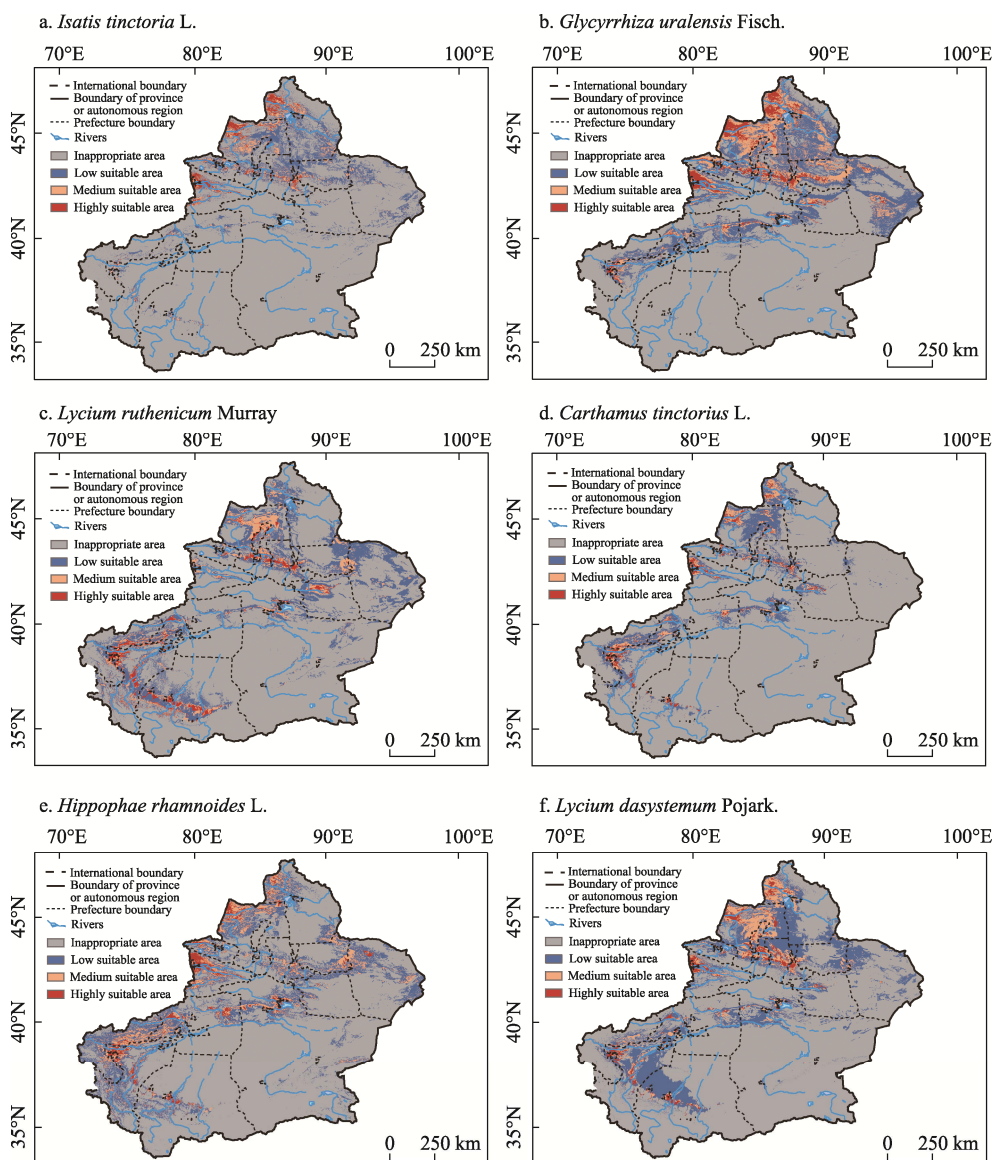 a. Isatis tinctoria L.
70°E 80°E 90°E 100°E
45°N
40°N
35°N
International boundary
Boundary of province
or autonomous region
Prefecture boundary
Rivers
Inappropriate area
Low suitable area
Medium suitable area
Highly suitable area
0 250 km
b. Glycyrrhiza uralensis Fisch.
70°E 80°E 90°E 100°E
45°N
40°N
35°N
International boundary
Boundary of province
or autonomous region
Prefecture boundary
Rivers
Inappropriate area
Low suitable area
Medium suitable area
Highly suitable area
0 250 km
c. Lycium ruthenicum Murray
70°E 80°E 90°E 100°E
45°N
40°N
35°N
International boundary
Boundary of province
or autonomous region
Prefecture boundary
Rivers
Inappropriate area
Low suitable area
Medium suitable area
Highly suitable area
0 250 km
d. Carthamus tinctorius L.
70°E 80°E 90°E 100°E
45°N
40°N
35°N
International boundary
Boundary of province
or autonomous region
Prefecture boundary
Rivers
Inappropriate area
Low suitable area
Medium suitable area
Highly suitable area
0 250 km
e. Hippophae rhamnoides L.
70°E 80°E 90°E 100°E
45°N
40°N
35°N
International boundary
Boundary of province
or autonomous region
Prefecture boundary
Rivers
Inappropriate area
Low suitable area
Medium suitable area
Highly suitable area
0 250 km
f. Lycium dasystemum Pojark.
70°E 80°E 90°E 100°E
45°N
40°N
35°N
International boundary
Boundary of province
or autonomous region
Prefecture boundary
Rivers
Inappropriate area
Low suitable area
Medium suitable area
Highly suitable area
0 250 km